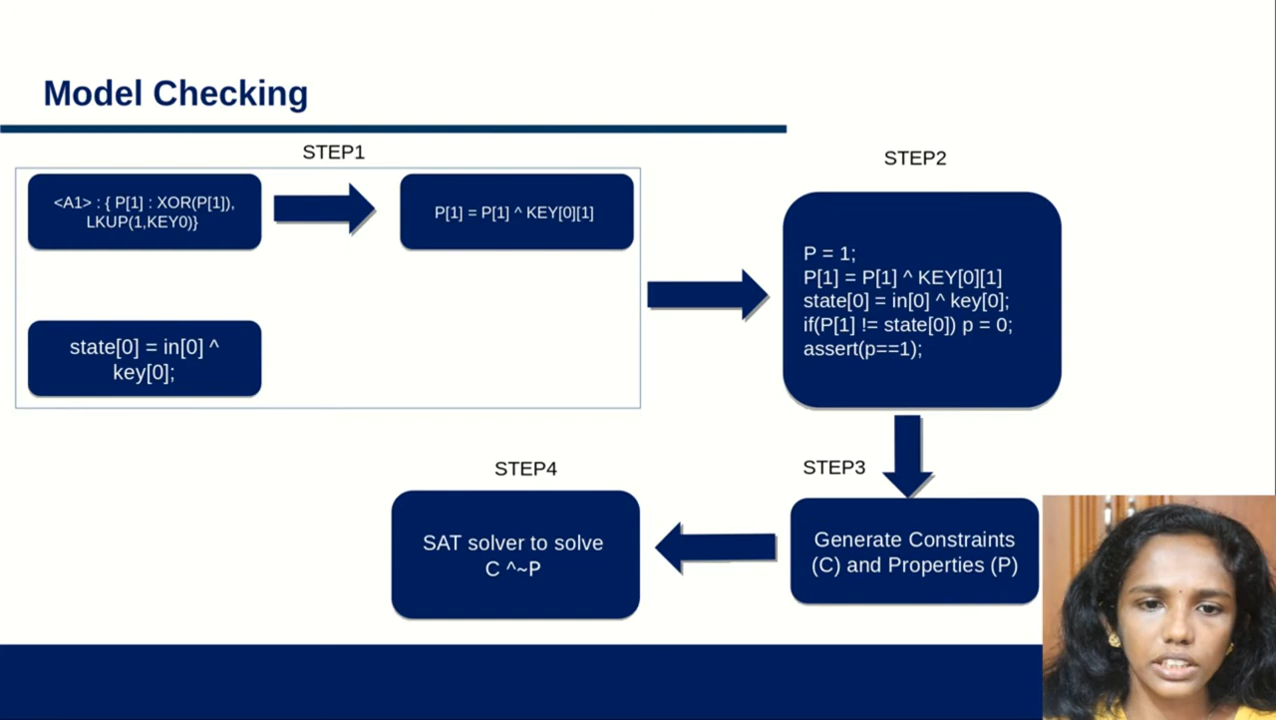 Model Checking
STEP1
<A1> : { P[1] : XOR(P[1]),
LKUP(1,KEY0)}
P[1] = P[1] ^ KEY[0][1]
state[0] = in[0] ^
key[0];
STEP2
P = 1;
P[1] = P[1] ^ KEY[0][1]
state[0] = in[0] ^ key[0];
if(P[1] != state[0]) p = 0;
assert(p==1);
STEP3
Generate Constraints
(C) and Properties (P)
STEP4
SAT solver to solve
C ^~P